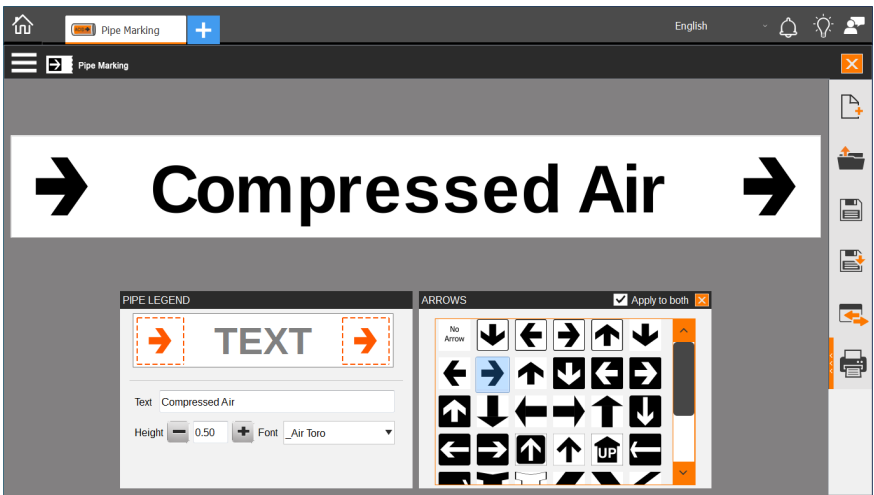 Pipe Marking
English
Pipe Marking
Compressed Air
PIPE LEGEND
TEXT
Text Compressed Air
Height 0.50 Font _Air Toro
ARROWS Apply to both
No
Arrow
UP